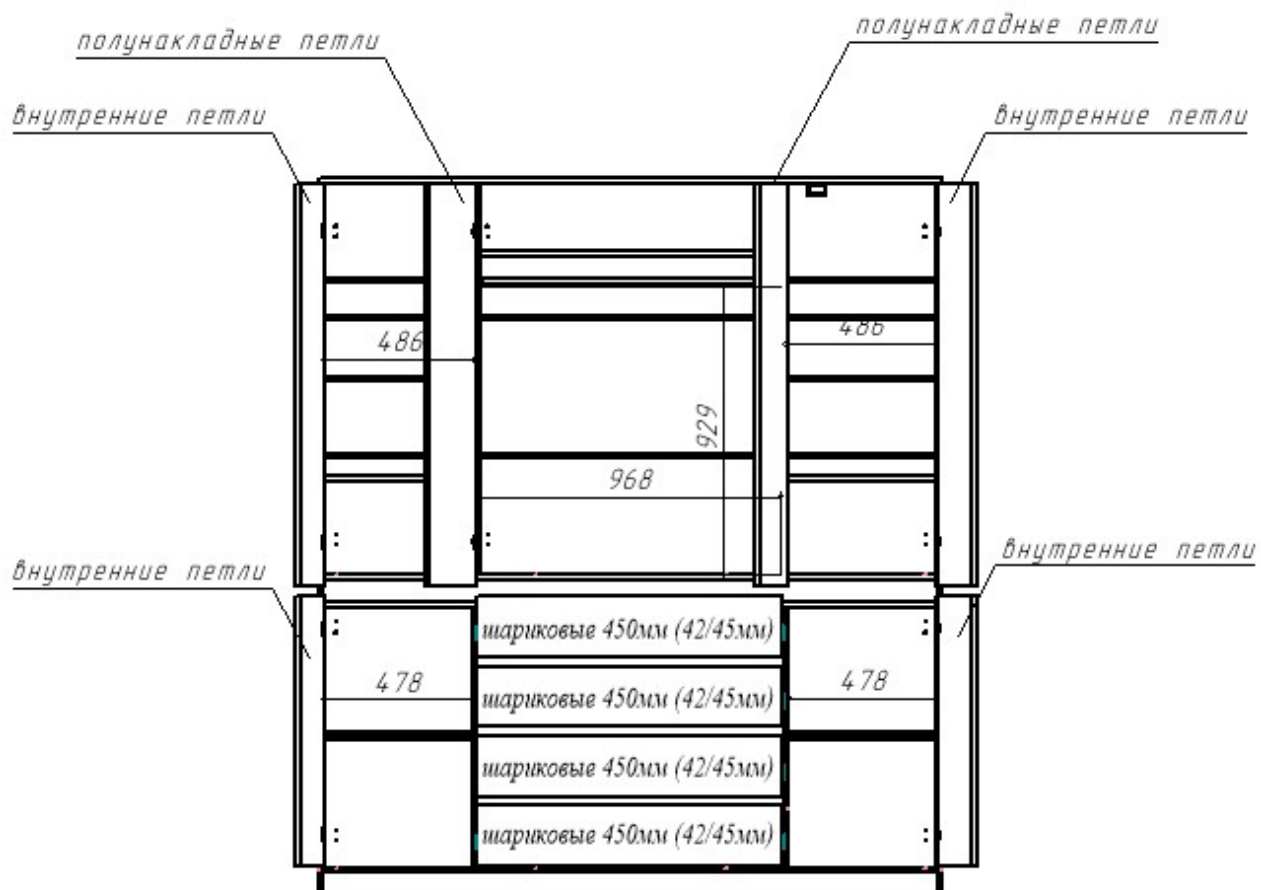 полунакладные петли
полунакладные петли
внутренние петли
внутренние петли
486
486
929
968
внутренние петли
внутренние петли
шариковые 450мм (42/45мм)
478
478
шариковые 450мм (42/45мм)
шариковые 450мм (42/45мм)
шариковые 450мм (42/45мм)